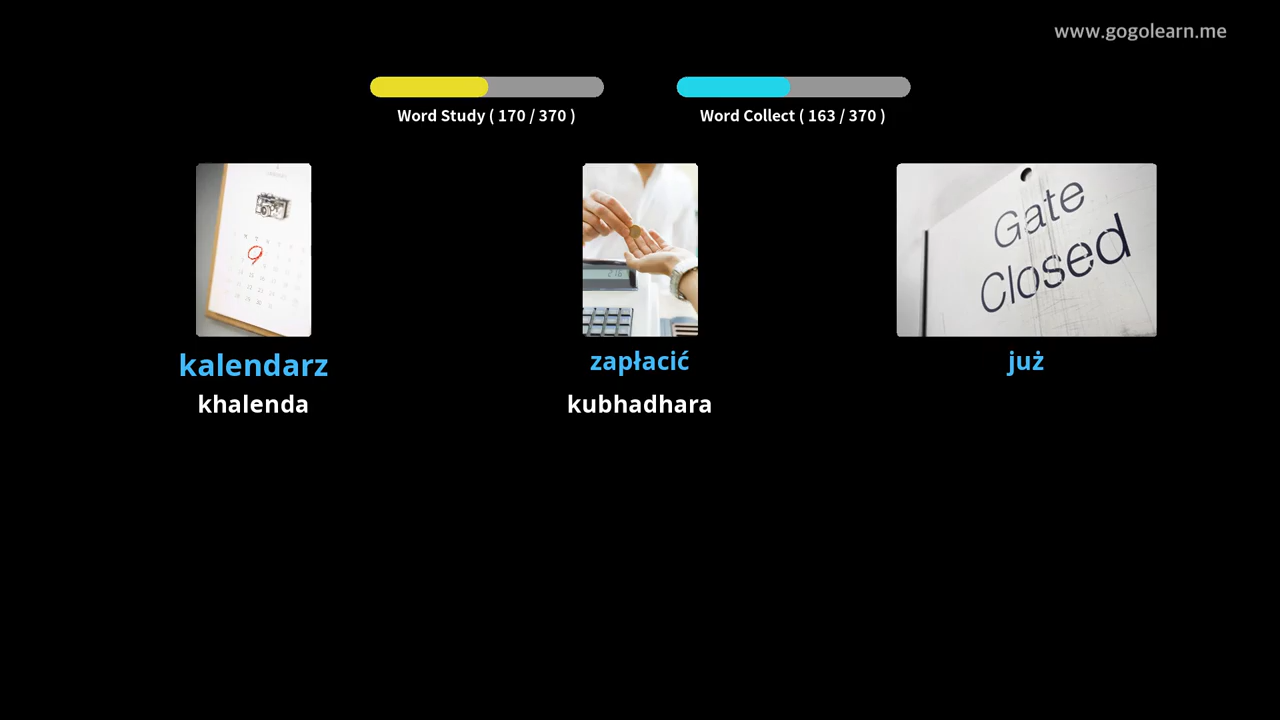 www.gogolearn.me
Word Study ( 170 / 370 )
Word Collect ( 163 / 370 )
Gate
Closed
kalendarz
zapłacić
już
khalenda
kubhadhara